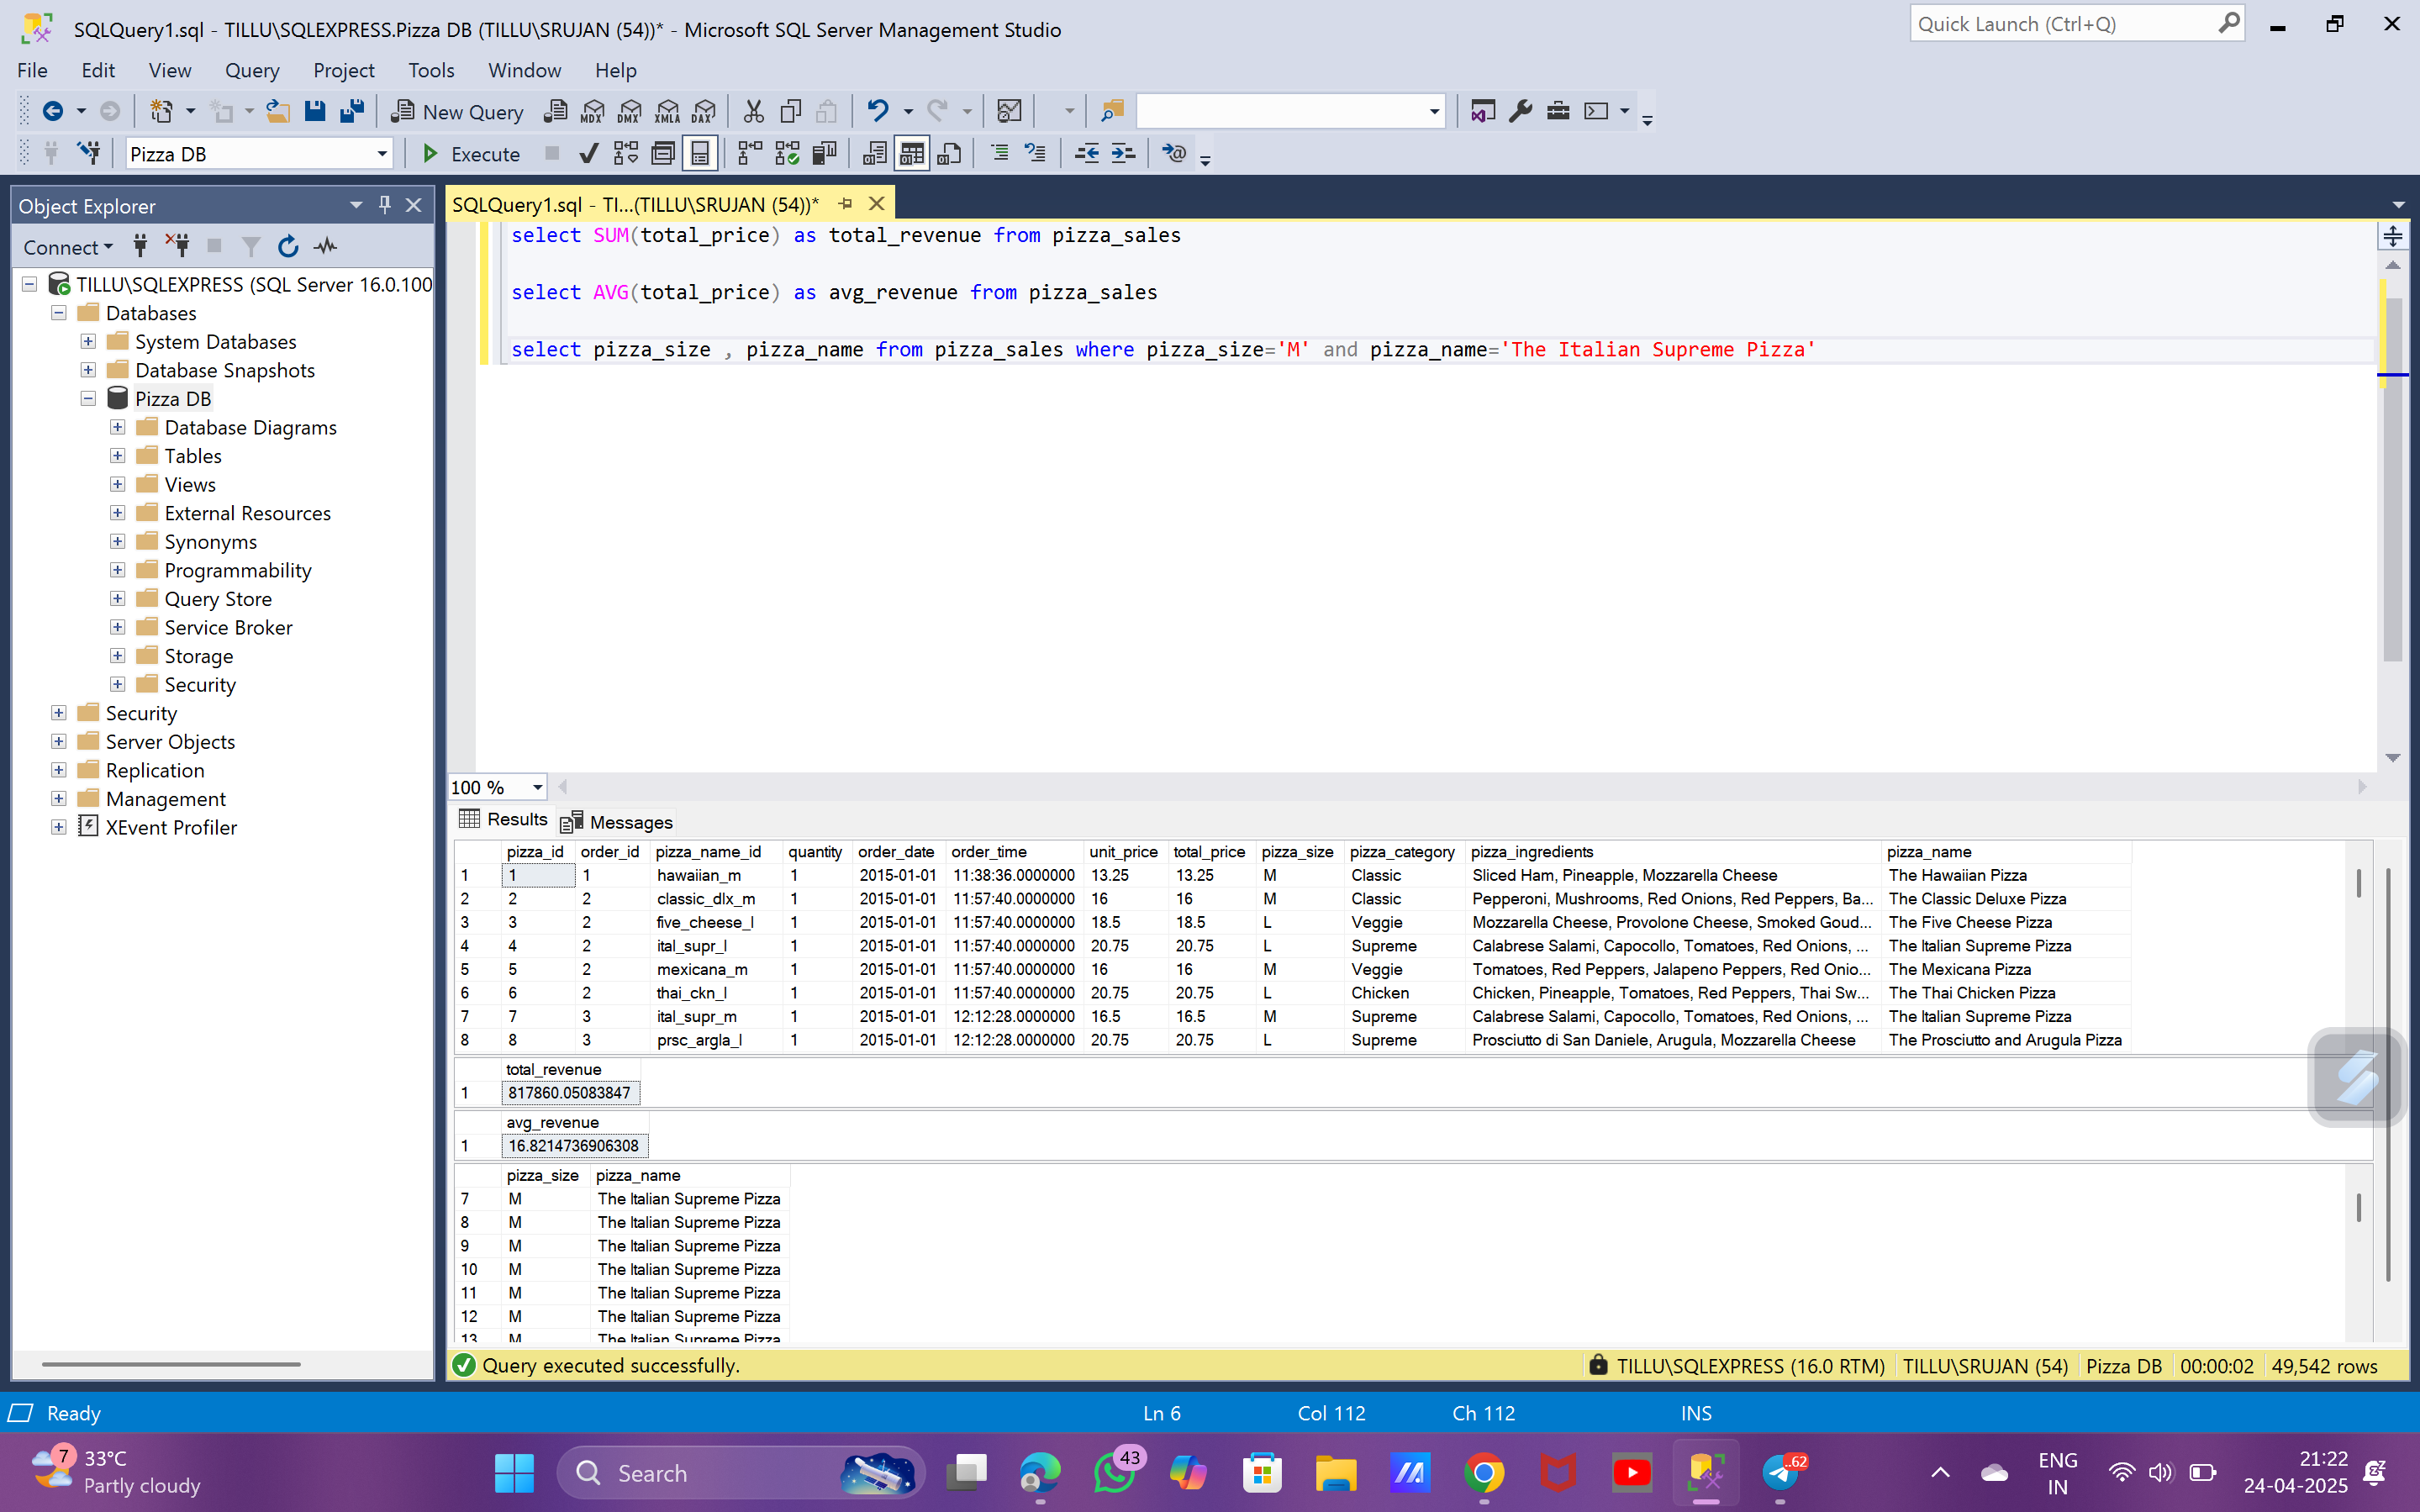 SQLQuery1.sql - TILLU\SQLEXPRESS.Pizza DB (TILLU\SRUJAN (54))* - Microsoft SQL Server Management Studio
Quick Launch (Ctrl+Q)
File Edit View Query Project Tools Window Help
New Query MDX DMX XMLA DAX
Pizza DB Execute
Object Explorer
Connect
TILLU\SQLEXPRESS (SQL Server 16.0.100
Databases
System Databases
Database Snapshots
Pizza DB
Database Diagrams
Tables
Views
External Resources
Synonyms
Programmability
Query Store
Service Broker
Storage
Security
Security
Server Objects
Replication
Management
XEvent Profiler
SQLQuery1.sql - TI...(TILLU\SRUJAN (54))*
select SUM(total_price) as total_revenue from pizza_sales
select AVG(total_price) as avg_revenue from pizza_sales
select pizza_size , pizza_name from pizza_sales where pizza_size='M' and pizza_name='The Italian Supreme Pizza'
100 %
Results Messages
pizza_id order_id pizza_name_id quantity order_date order_time unit_price total_price pizza_size pizza_category pizza_ingredients pizza_name
1 1 1 hawaiian_m 1 2015-01-01 11:38:36.0000000 13.25 13.25 M Classic Sliced Ham, Pineapple, Mozzarella Cheese The Hawaiian Pizza
2 2 2 classic_dlx_m 1 2015-01-01 11:57:40.0000000 16 16 M Classic Pepperoni, Mushrooms, Red Onions, Red Peppers, Ba... The Classic Deluxe Pizza
3 3 2 five_cheese_l 1 2015-01-01 11:57:40.0000000 18.5 18.5 L Veggie Mozzarella Cheese, Provolone Cheese, Smoked Goud... The Five Cheese Pizza
4 4 2 ital_supr_l 1 2015-01-01 11:57:40.0000000 20.75 20.75 L Supreme Calabrese Salami, Capocollo, Tomatoes, Red Onions, ... The Italian Supreme Pizza
5 5 2 mexicana_m 1 2015-01-01 11:57:40.0000000 16 16 M Veggie Tomatoes, Red Peppers, Jalapeno Peppers, Red Onio... The Mexicana Pizza
6 6 2 thai_ckn_l 1 2015-01-01 11:57:40.0000000 20.75 20.75 L Chicken Chicken, Pineapple, Tomatoes, Red Peppers, Thai Sw... The Thai Chicken Pizza
7 7 3 ital_supr_m 1 2015-01-01 12:12:28.0000000 16.5 16.5 M Supreme Calabrese Salami, Capocollo, Tomatoes, Red Onions, ... The Italian Supreme Pizza
8 8 3 prsc_argla_l 1 2015-01-01 12:12:28.0000000 20.75 20.75 L Supreme Prosciutto di San Daniele, Arugula, Mozzarella Cheese The Prosciutto and Arugula Pizza
total_revenue
1 817860.05083847
avg_revenue
1 16.8214736906308
pizza_size pizza_name
7 M The Italian Supreme Pizza
8 M The Italian Supreme Pizza
9 M The Italian Supreme Pizza
10 M The Italian Supreme Pizza
11 M The Italian Supreme Pizza
12 M The Italian Supreme Pizza
13 M The Italian Supreme Pizza
Query executed successfully. TILLU\SQLEXPRESS (16.0 RTM) TILLU\SRUJAN (54) Pizza DB 00:00:02 49,542 rows
Ready Ln 6 Col 112 Ch 112 INS
7 33°C
Partly cloudy
Search
43
..62
ENG
IN
21:22
24-04-2025